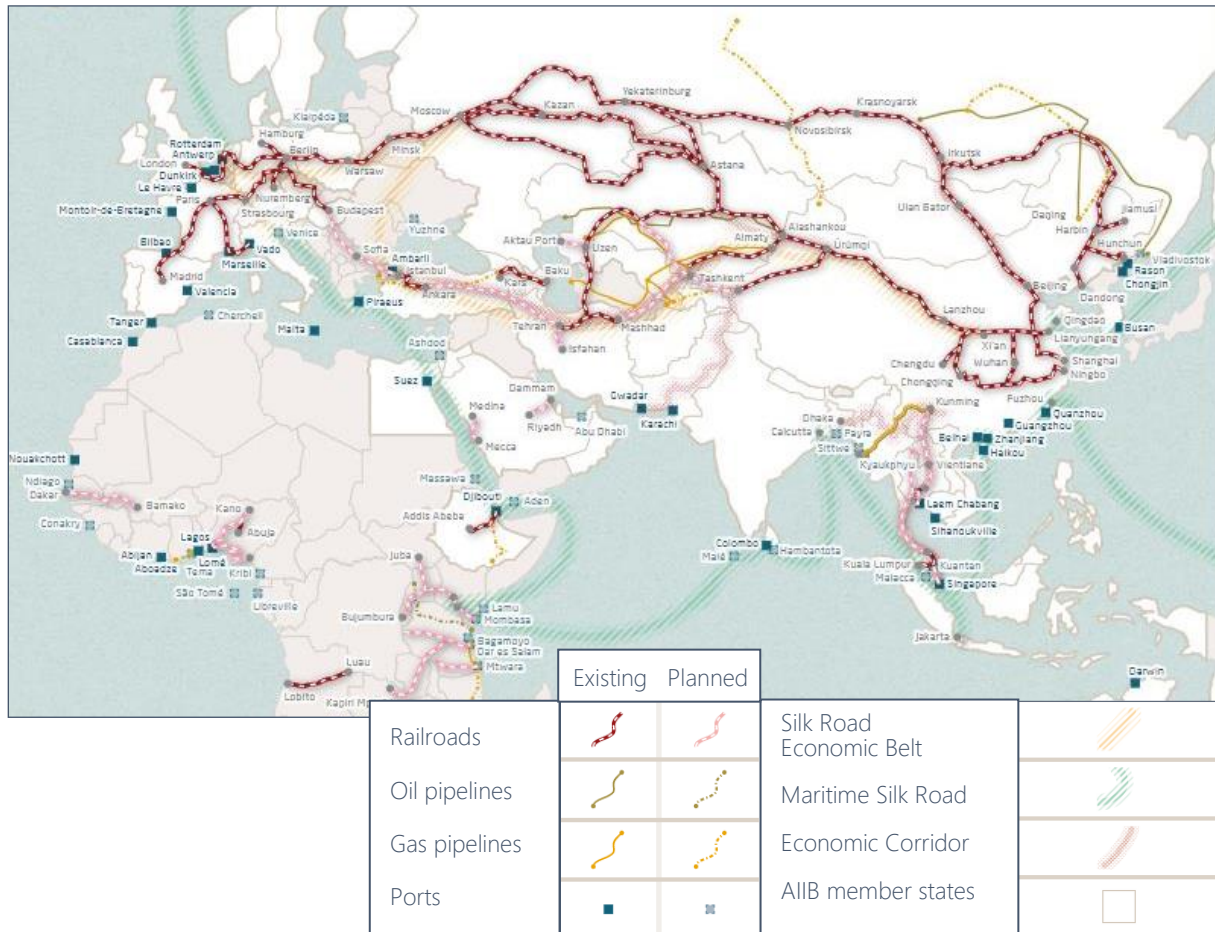 Yekaterinburg
Krasnoyarsk
Moscow
Kazan
Klaipėda
Novosibirsk
Hamburg
Rotterdam
Antwerp
Berlin
Minsk
Irkutsk
London
Astana
Dunkirk
Warsaw
Le Havre
Paris
Nuremberg
Ulan Bator
Montoir-de-Bretagne
Strasbourg
Budapest
Daqing
Jiamusi
Yuzhne
Alashankou
Harbin
Venice
Aktau Port
Uzen
Almaty
Ürümqi
Hunchun
Bilbao
Vado
Sofia
Ambarli
Vladivostok
Marseille
Istanbul
Baku
Tashkent
Rason
Madrid
Kars
Beijing
Chongjin
Valencia
Ankara
Dandong
Piraeus
Lanzhou
Cherchell
Tehran
Mashhad
Qingdao
Tanger
Malta
Xi'an
Lianyungang
Busan
Casablanca
Ashdod
Isfahan
Chengdu
Wuhan
Shanghai
Chongqing
Ningbo
Suez
Dammam
Gwadar
Fuzhou
Medina
Karachi
Dhaka
Kunming
Quanzhou
Riyadh
Abu Dhabi
Calcutta
Payra
Guangzhou
Mecca
Sittwe
Beihai
Zhanjiang
Nouakchott
Haikou
Kyaukphyu
Vientiane
Ndiago
Massawa
Dakar
Djibouti
Aden
Bamako
Kano
Laem Chabang
Conakry
Addis Abeba
Sihanoukville
Abuja
Lagos
Colombo
Abijan
Lomé
Juba
Malé
Hambantota
Aboadze
Tema
Kribi
Kuala Lumpur
Kuantan
Malacca
Singapore
São Tomé
Libreville
Lamu
Bujumbura
Mombasa
Bagamoyo
Jakarta
Dar es Salam
Luau
Mtwara
Darwin
Lobito
Kapiri
Existing Planned
Railroads
Silk Road
Economic Belt
Oil pipelines
Maritime Silk Road
Gas pipelines
Economic Corridor
Ports
AIIB member states